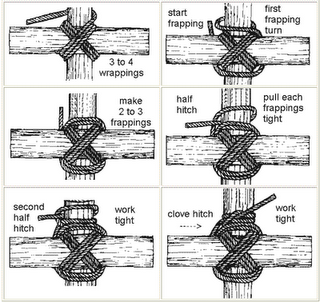 3 to 4
wrappings
start
frapping
first
frapping
turn
make
2 to 3
frappings
half
hitch
pull each
frappings
tight
second
half
hitch
work
tight
clove hitch
---->
work
tight